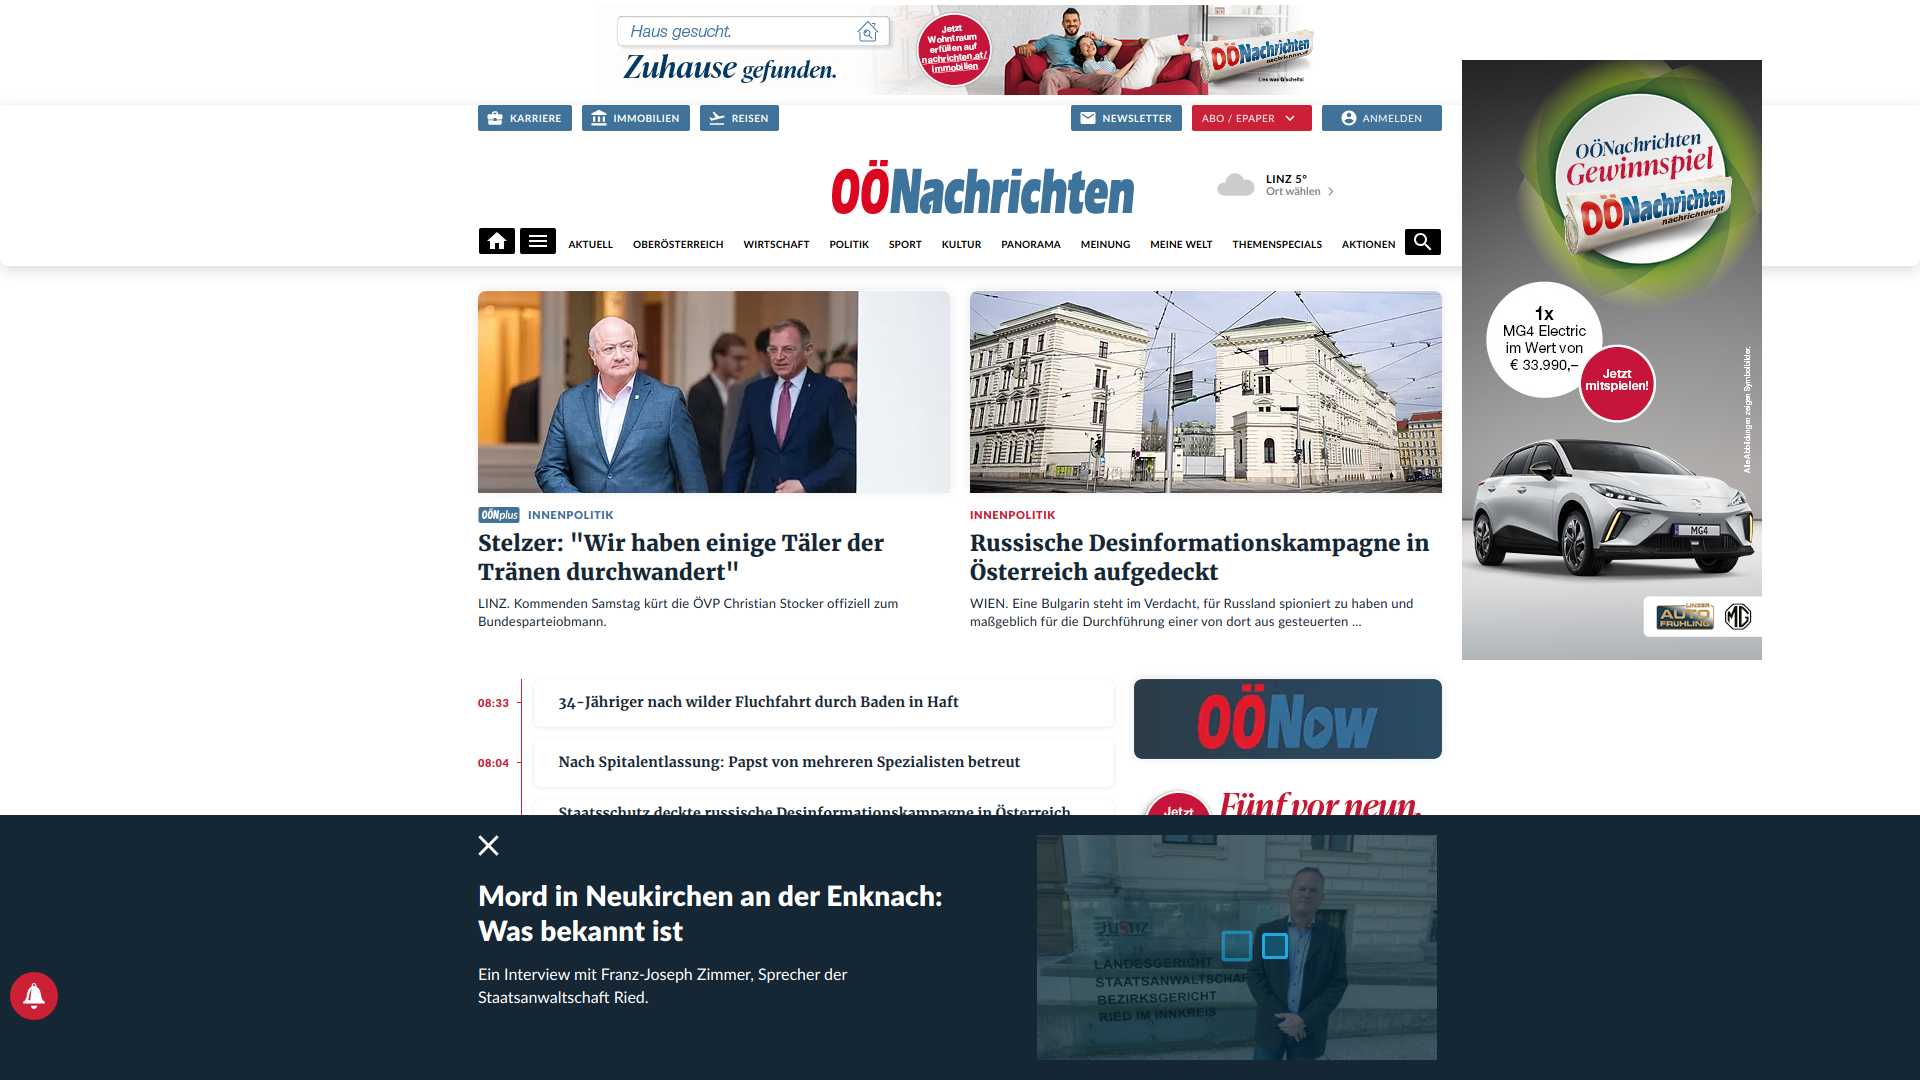 Haus gesucht.
Zuhause gefunden.
Jetzt
Wohntraum
erfüllen auf
nachrichten.at/
immobilien
OÖNachrichten
nachrichten.at
Lies was G'scheits!
KARRIERE
IMMOBILIEN
REISEN
NEWSLETTER
ABO / EPAPER
ANMELDEN
OÖNachrichten
LINZ 5°
Ort wählen
AKTUELL
OBERÖSTERREICH
WIRTSCHAFT
POLITIK
SPORT
KULTUR
PANORAMA
MEINUNG
MEINE WELT
THEMENSPECIALS
AKTIONEN
OÖNachrichten
Gewinnspiel
OÖNachrichten
nachrichten.at
1x
MG4 Electric
im Wert von
€ 33.990,–
Jetzt
mitspielen!
Alle Abbildungen zeigen Symbolbilder.
MG4
LINZER
AUTO
FRÜHLING
MG
OÖNplus INNENPOLITIK
Stelzer: "Wir haben einige Täler der
Tränen durchwandert"
LINZ. Kommenden Samstag kürt die ÖVP Christian Stocker offiziell zum
Bundesparteiobmann.
INNENPOLITIK
Russische Desinformationskampagne in
Österreich aufgedeckt
WIEN. Eine Bulgarin steht im Verdacht, für Russland spioniert zu haben und
maßgeblich für die Durchführung einer von dort aus gesteuerten ...
08:33
34-Jähriger nach wilder Fluchfahrt durch Baden in Haft
08:04
Nach Spitalentlassung: Papst von mehreren Spezialisten betreut
Staatsschutz deckte russische Desinformationskampagne in Österreich
OÖNow
Jetzt
Fünf vor neun.
Mord in Neukirchen an der Enknach:
Was bekannt ist
Ein Interview mit Franz-Joseph Zimmer, Sprecher der
Staatsanwaltschaft Ried.
LANDESGERICHT
STAATSANWALTSCHAF
BEZIRKSGERICHT
RIED IM INNKREIS